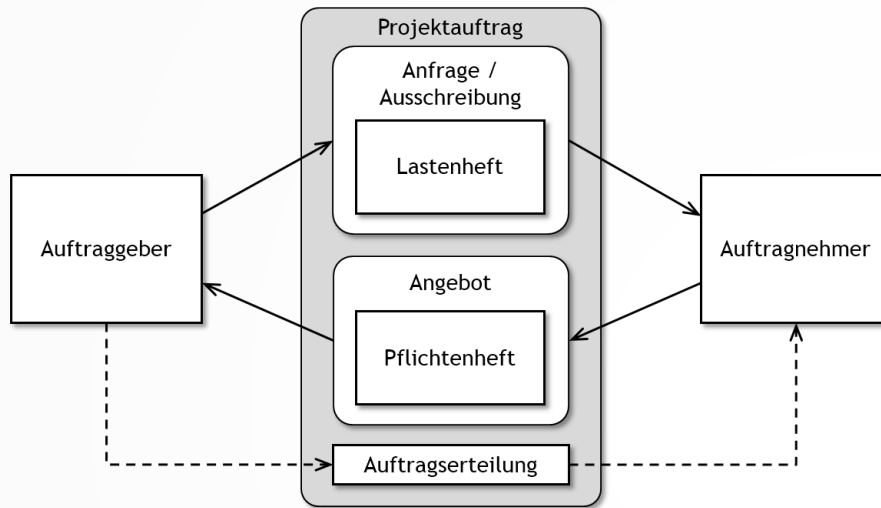 Projektauftrag
Anfrage /
Ausschreibung
Lastenheft
Auftraggeber
Auftragnehmer
Angebot
Pflichtenheft
Auftragserteilung